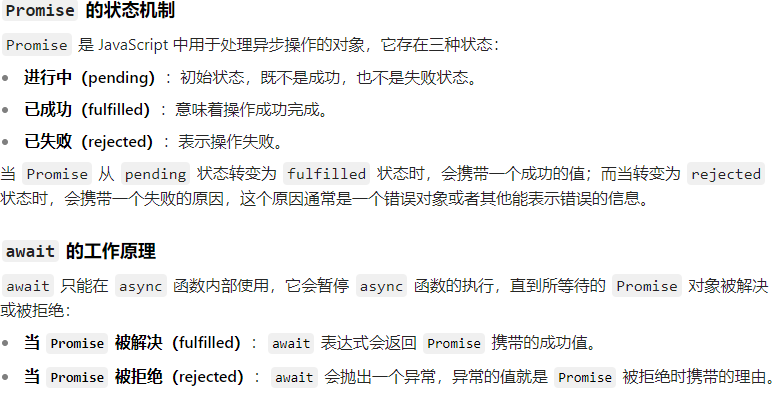 Promise 的状态机制
Promise 是 JavaScript 中用于处理异步操作的对象，它存在三种状态：
• 进行中（pending）：初始状态，既不是成功，也不是失败状态。
• 已成功（fulfilled）：意味着操作成功完成。
• 已失败（rejected）：表示操作失败。
当 Promise 从 pending 状态转变为 fulfilled 状态时，会携带一个成功的值；而当转变为 rejected
状态时，会携带一个失败的原因，这个原因通常是一个错误对象或者其他能表示错误的信息。
await 的工作原理
await 只能在 async 函数内部使用，它会暂停 async 函数的执行，直到所等待的 Promise 对象被解决
或被拒绝：
• 当 Promise 被解决（fulfilled）：await 表达式会返回 Promise 携带的成功值。
• 当 Promise 被拒绝（rejected）：await 会抛出一个异常，异常的值就是 Promise 被拒绝时携带的理由。